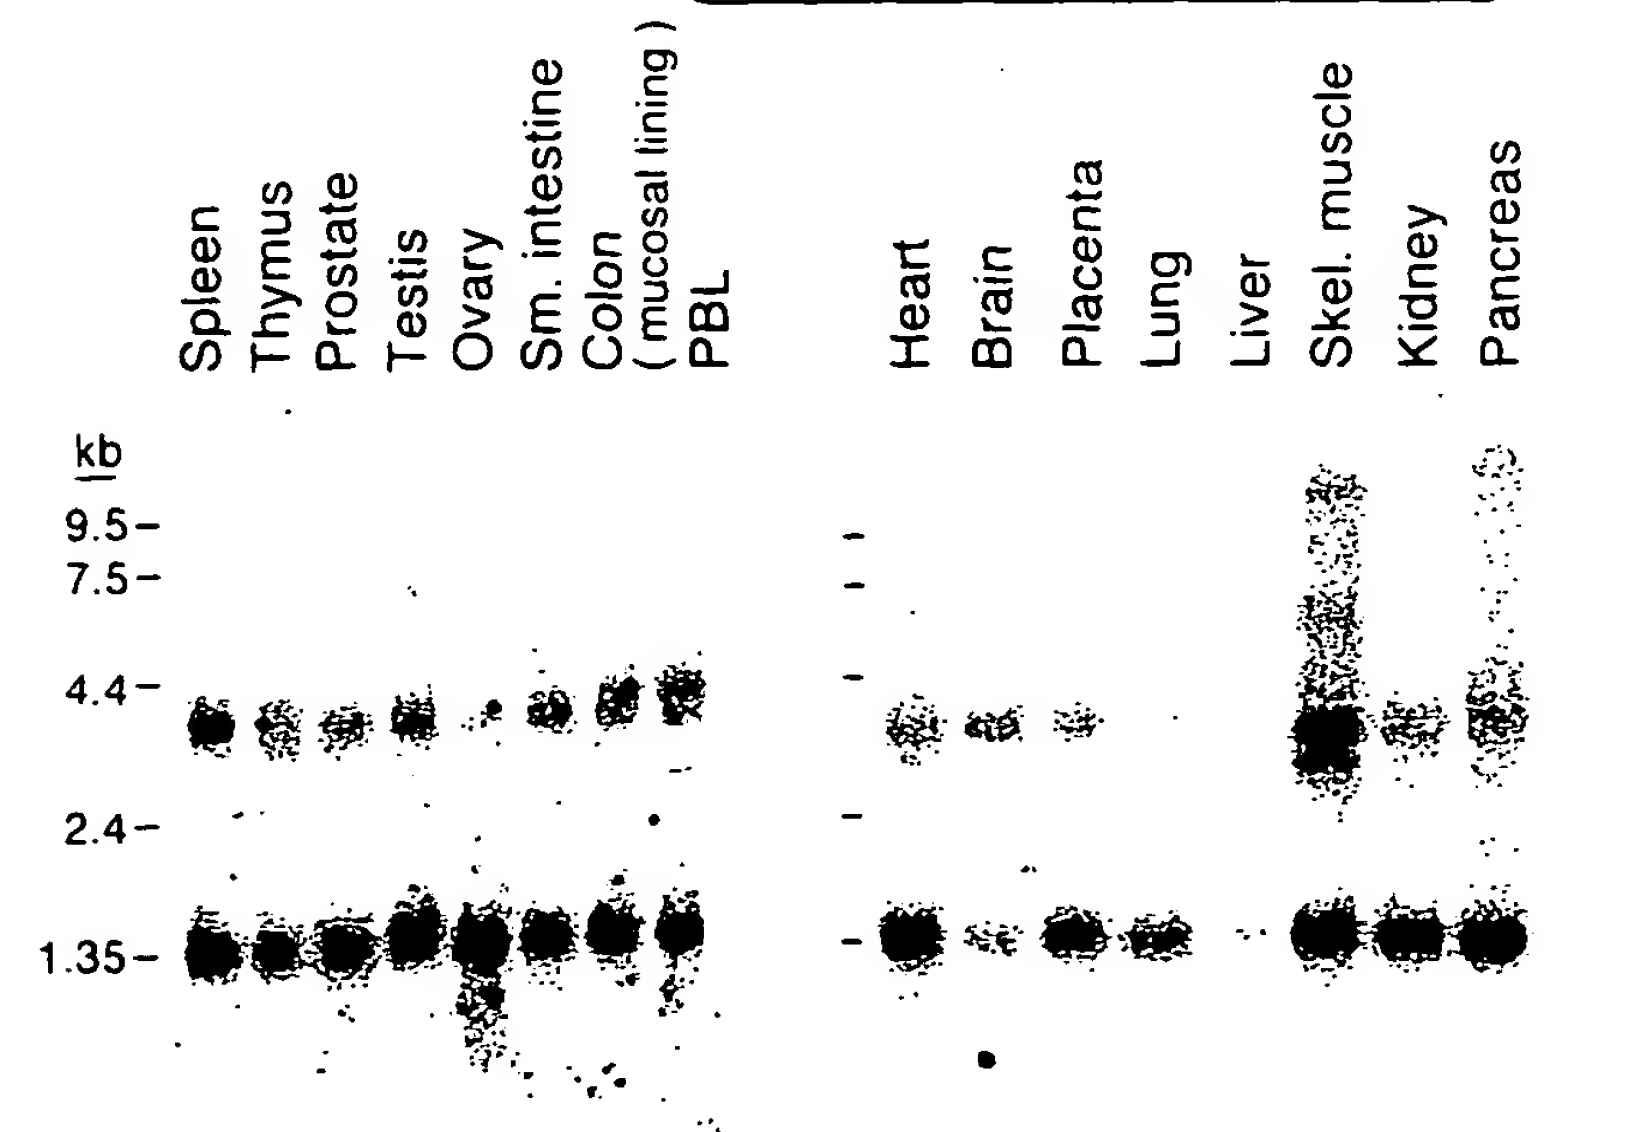 Spleen
Thymus
Prostate
Testis
Ovary
Sm. intestine
Colon
(mucosal lining)
PBL
Heart
Brain
Placenta
Lung
Liver
Skel. muscle
Kidney
Pancreas
kb
9.5-
7.5-
4.4-
2.4-
1.35-